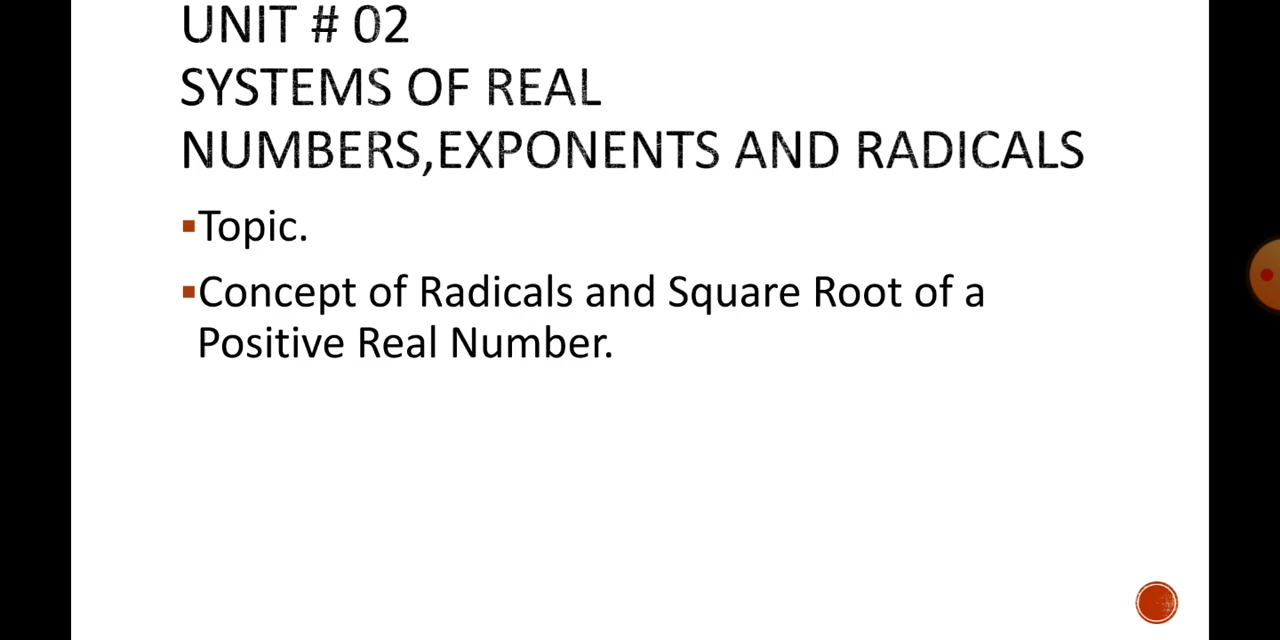 UNIT # 02
SYSTEMS OF REAL
NUMBERS,EXPONENTS AND RADICALS
▪Topic.
▪Concept of Radicals and Square Root of a
Positive Real Number.